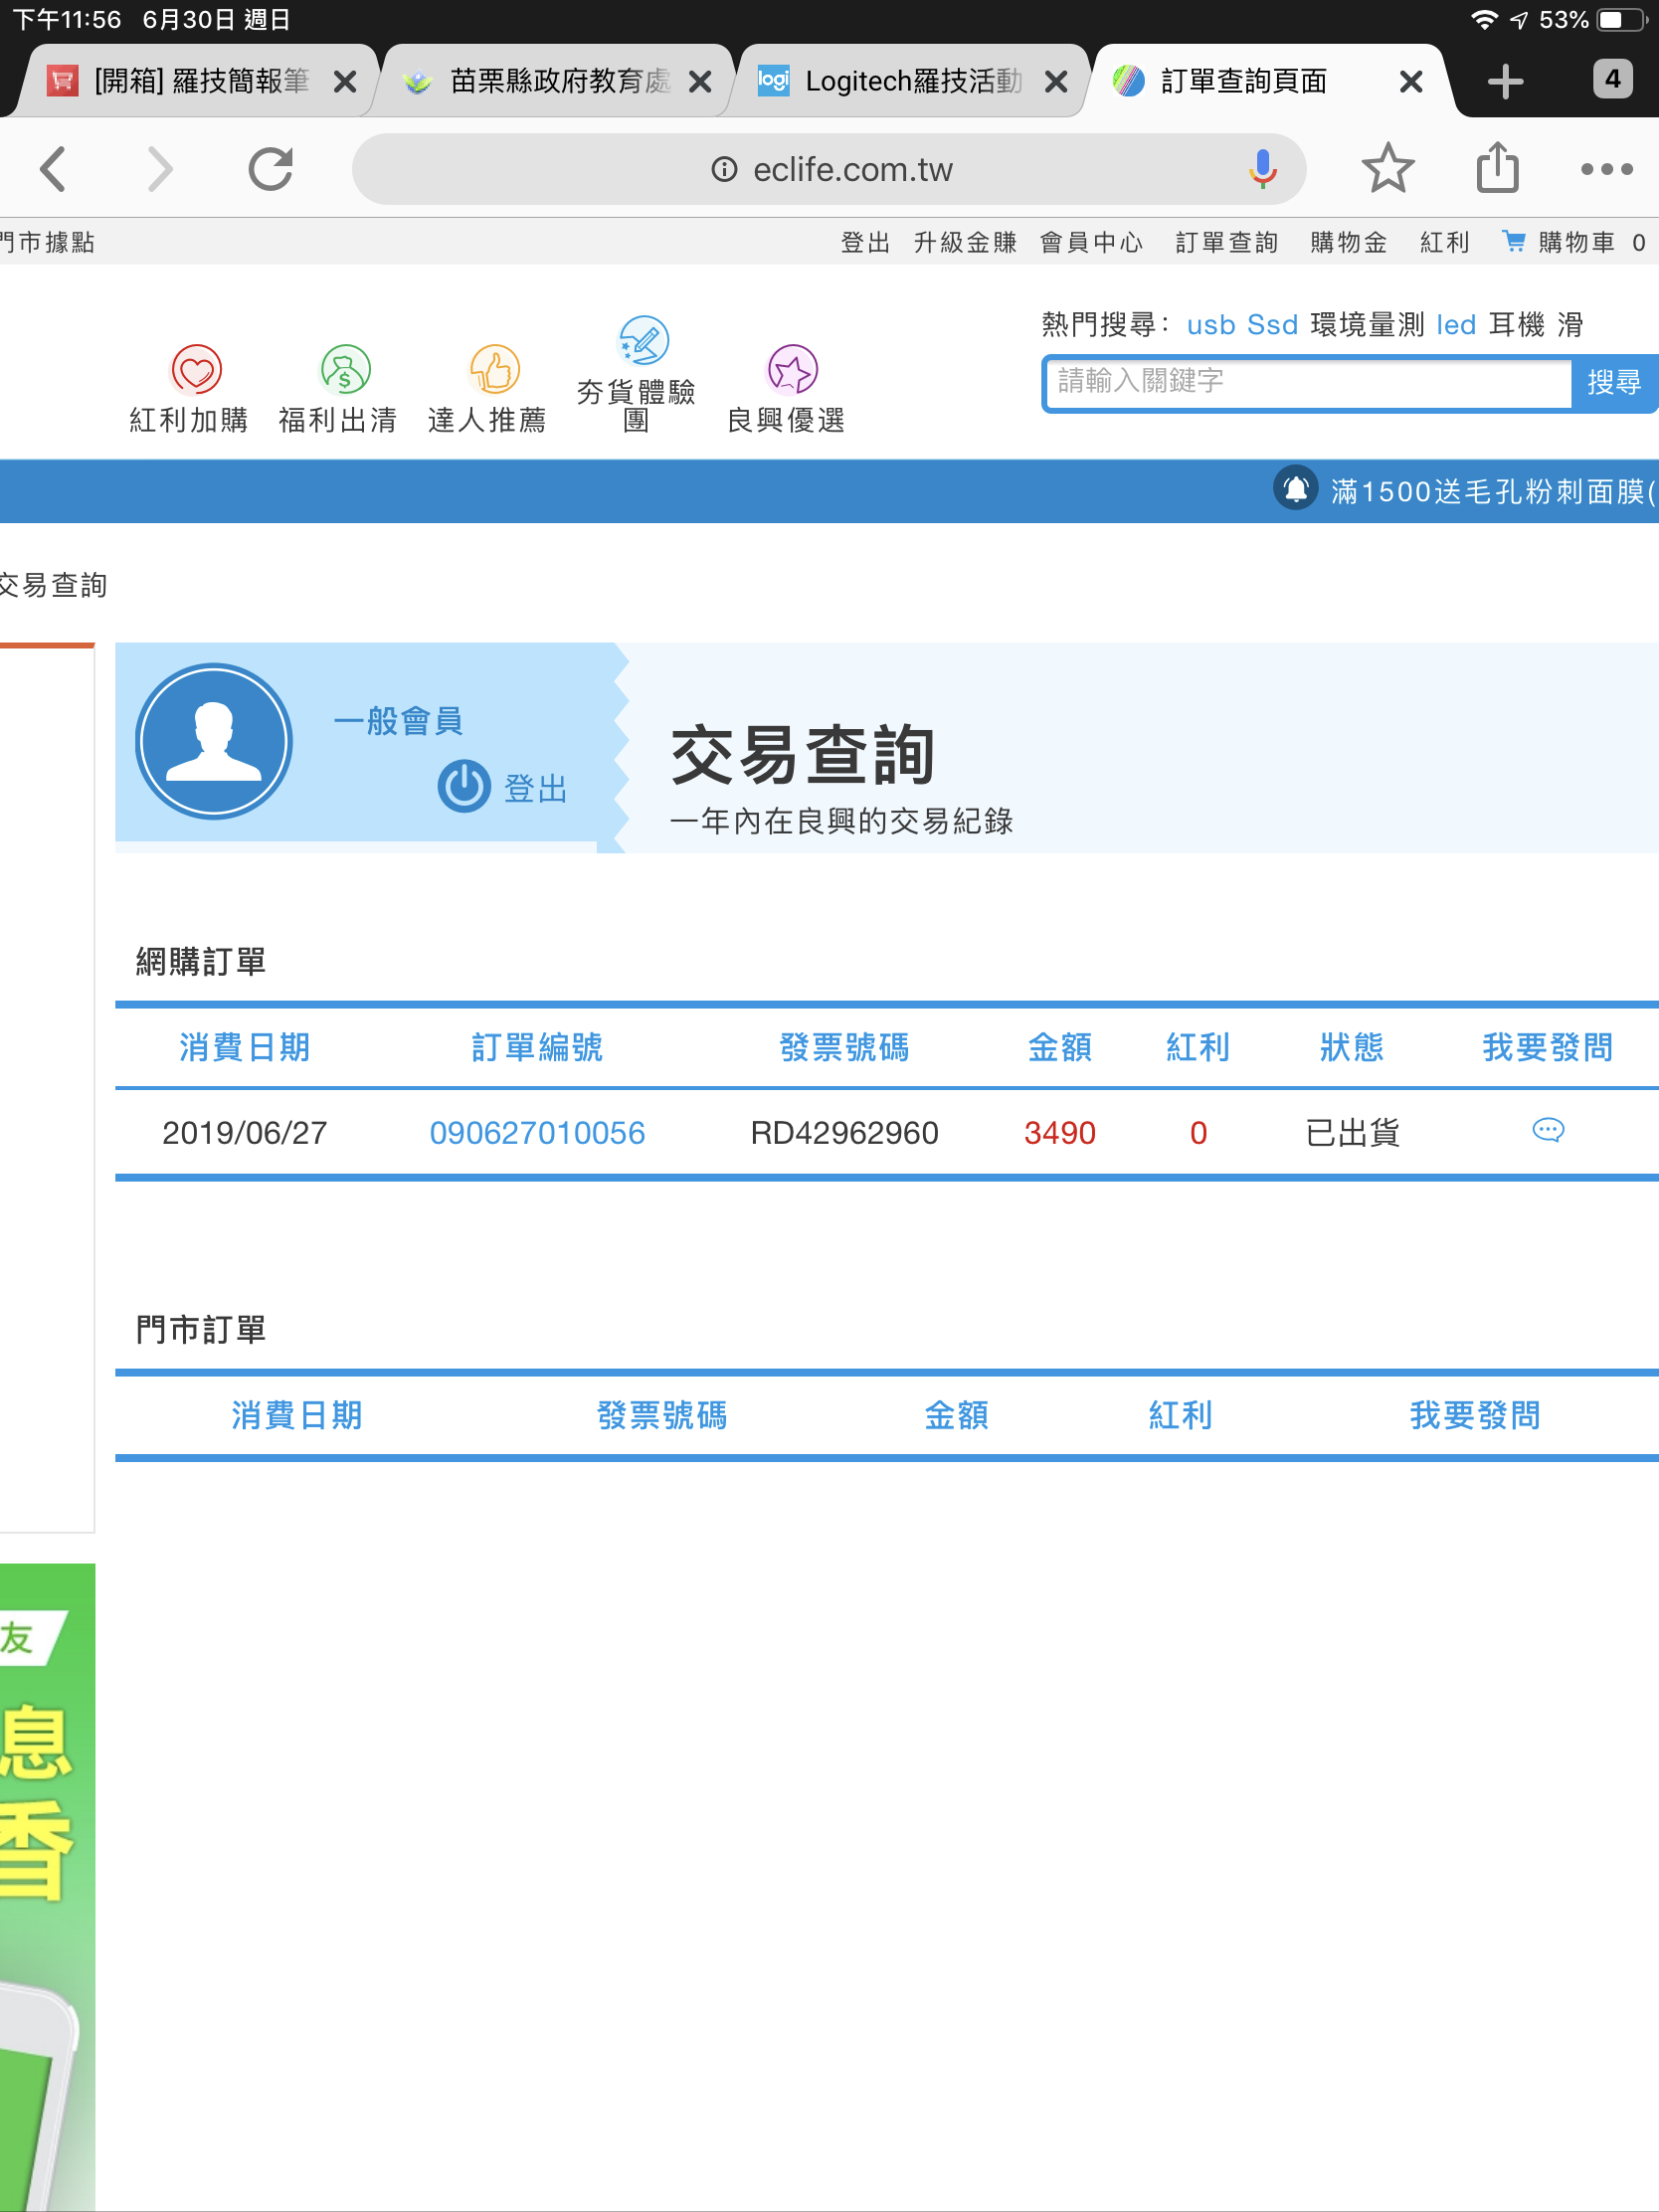 下午11:56 6月30日 週日 53%
[開箱] 羅技簡報筆 苗栗縣政府教育處 Logitech羅技活動 訂單查詢頁面 4
logi
eclife.com.tw
門市據點 登出 升級金賺 會員中心 訂單查詢 購物金 紅利 購物車 0
熱門搜尋：usb Ssd 環境量測 led 耳機 滑
請輸入關鍵字 搜尋
紅利加購 福利出清 達人推薦 夯貨體驗團 良興優選
滿1500送毛孔粉刺面膜(
交易查詢
一般會員
登出
交易查詢
一年內在良興的交易紀錄
網購訂單
消費日期 訂單編號 發票號碼 金額 紅利 狀態 我要發問
2019/06/27 090627010056 RD42962960 3490 0 已出貨
門市訂單
消費日期 發票號碼 金額 紅利 我要發問
友
息
香